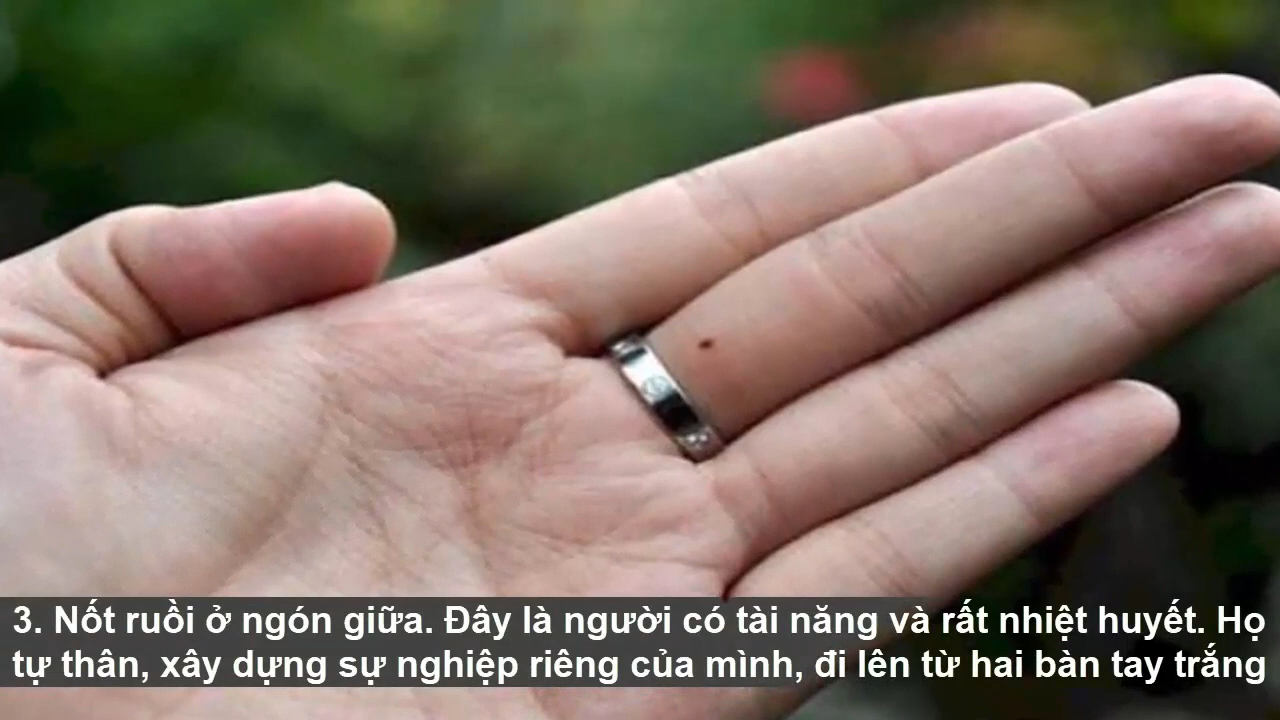 3. Nốt ruồi ở ngón giữa. Đây là người có tài năng và rất nhiệt huyết. Họ
tự thân, xây dựng sự nghiệp riêng của mình, đi lên từ hai bàn tay trắng